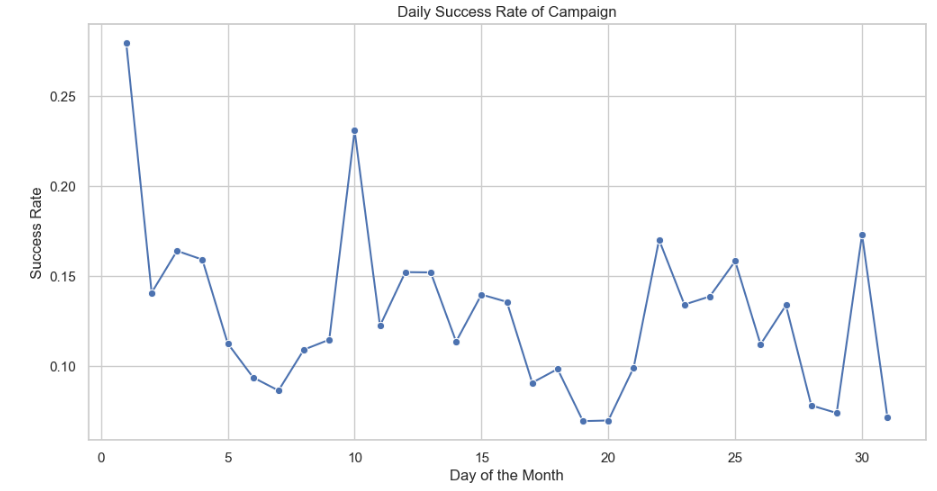 Daily Success Rate of Campaign
0.25
0.20
0.15
0.10
Success Rate
0 5 10 15 20 25 30
Day of the Month